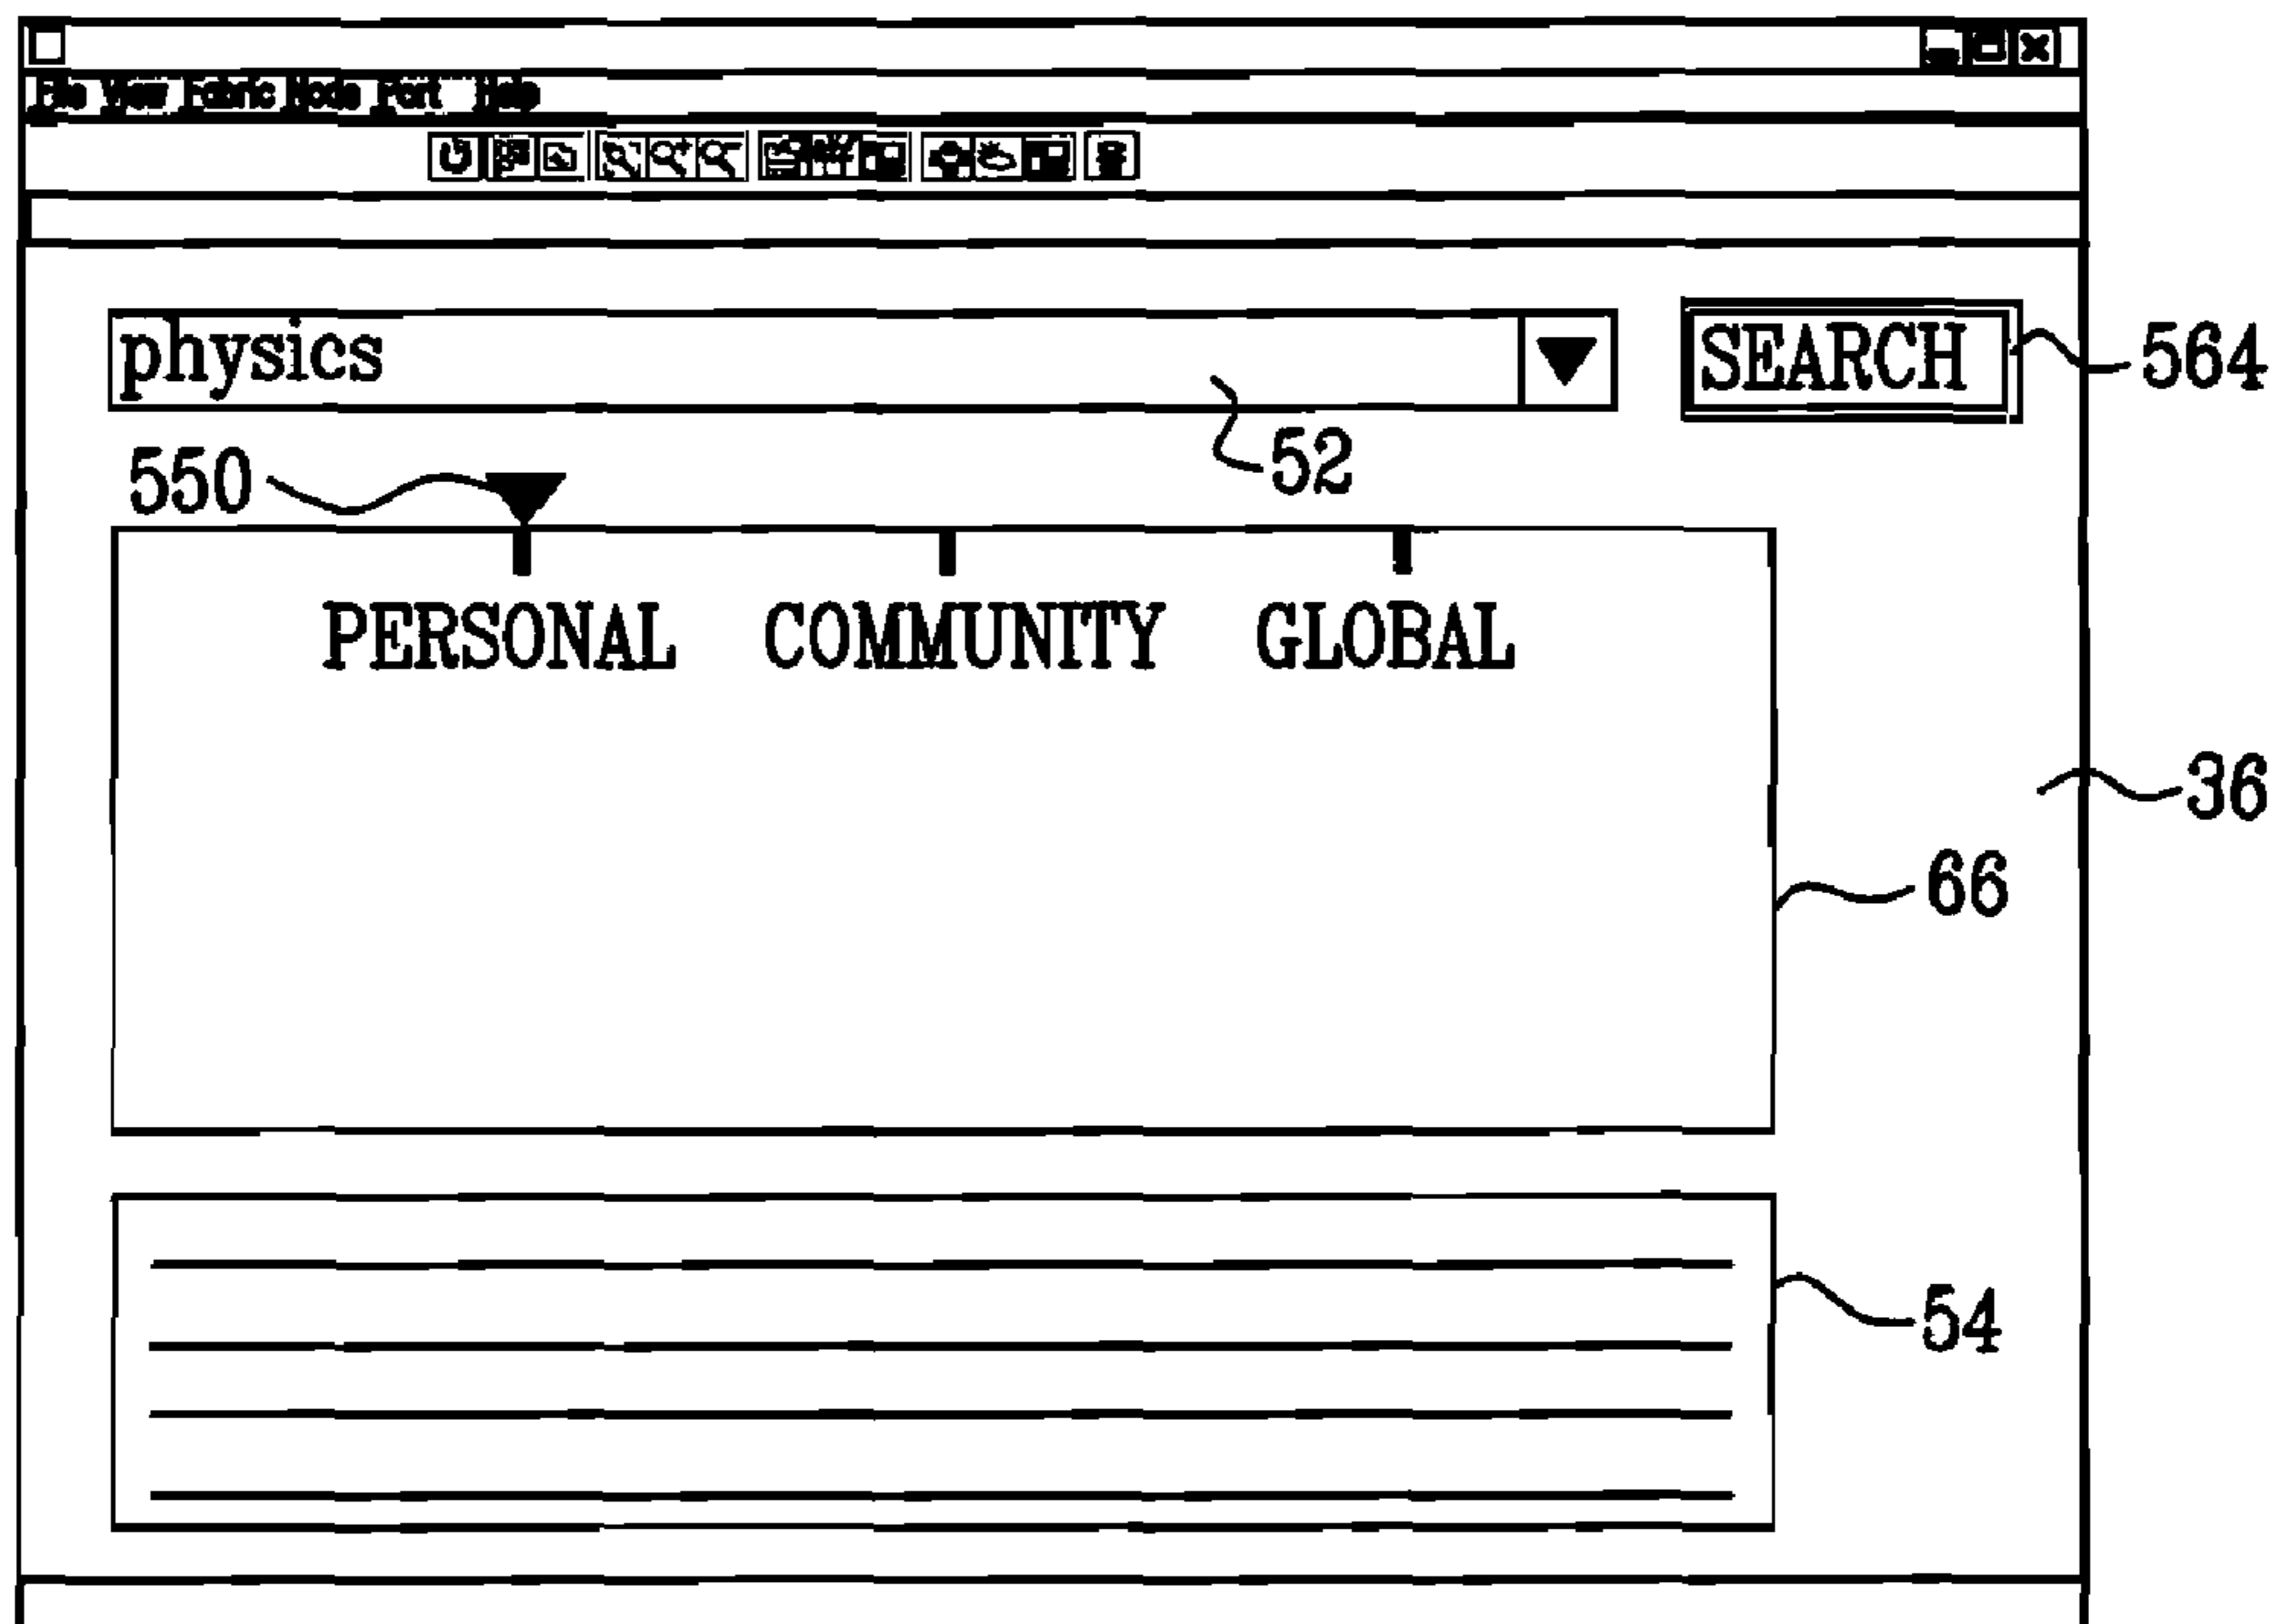 File View Fabric Node Port Help
physics
SEARCH
564
52
550
PERSONAL COMMUNITY GLOBAL
36
66
54